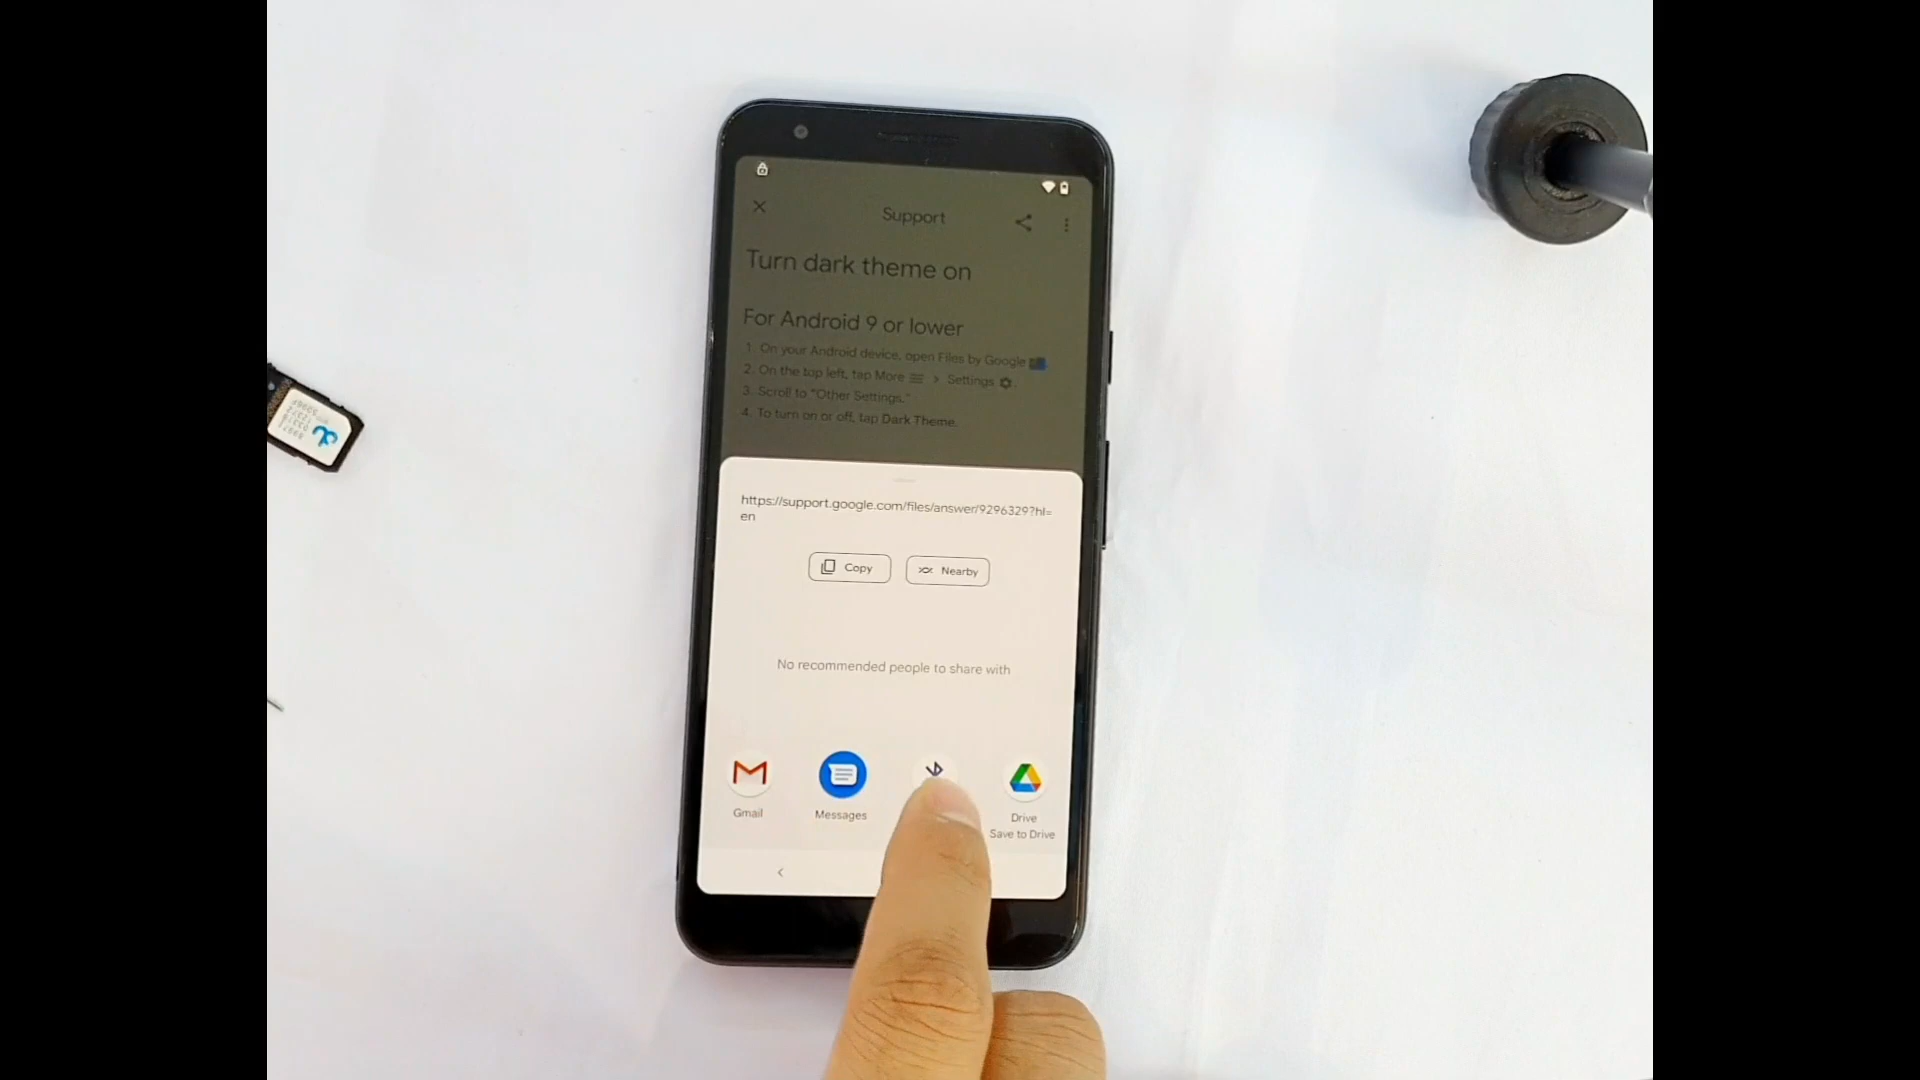 Support
Turn dark theme on
For Android 9 or lower
1. On your Android device, open Files by Google
2. On the top left, tap More > Settings
3. Scroll to "Other Settings."
4. To turn on or off, tap Dark Theme.
https://support.google.com/files/answer/9296329?hl=
en
Copy
Nearby
No recommended people to share with
Gmail
Messages
Drive
Save to Drive